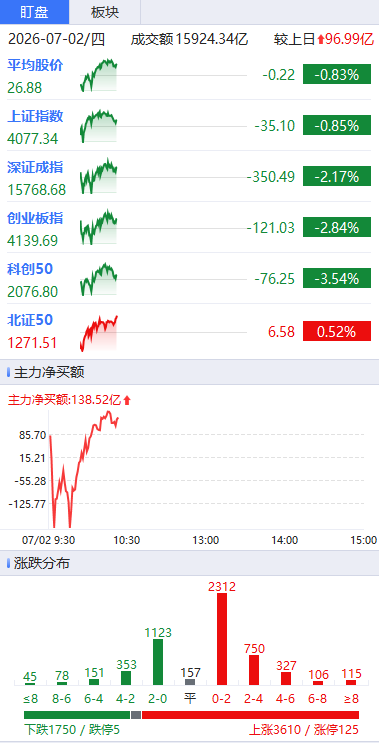 盯盘 板块
2026-07-02/四 成交额15924.34亿 较上日96.99亿
平均股价
26.88 -0.22 -0.83%
上证指数
4077.34 -35.10 -0.85%
深证成指
15768.68 -350.49 -2.17%
创业板指
4139.69 -121.03 -2.84%
科创50
2076.80 -76.25 -3.54%
北证50
1271.51 6.58 0.52%
主力净买额
主力净买额:138.52亿
85.70
15.21
-55.28
-125.77
07/02 9:30 10:30 13:00 14:00 15:00
涨跌分布
45 78 151 353 1123 157 2312 750 327 106 115
≤8 8-6 6-4 4-2 2-0 平 0-2 2-4 4-6 6-8 ≥8
下跌1750 / 跌停5 上涨3610 / 涨停125